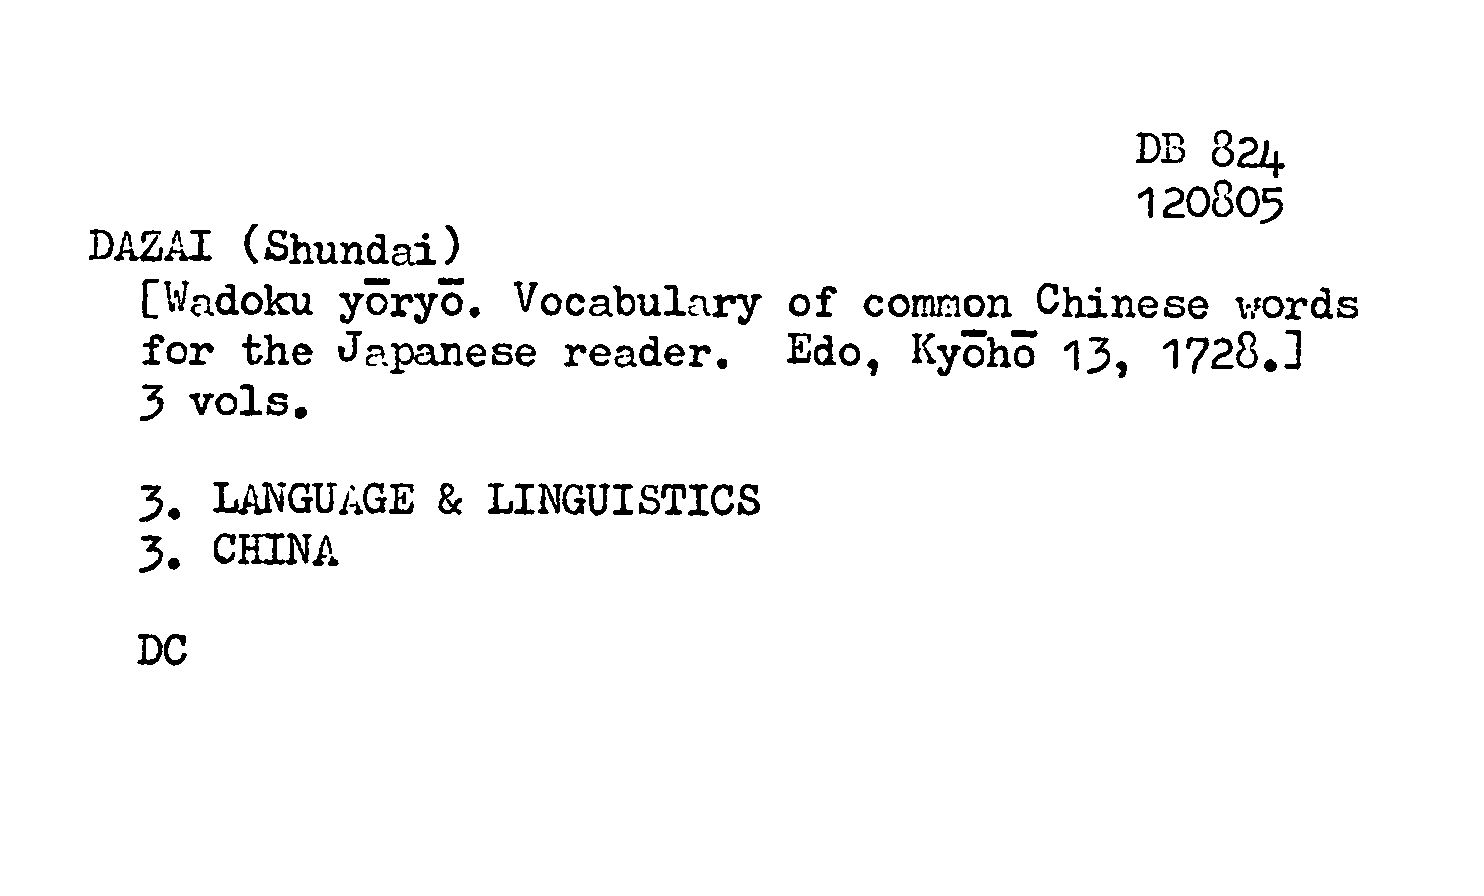 DB 824
120805
DAZAI (Shundai)
[Wadoku yōryō. Vocabulary of common Chinese words
for the Japanese reader. Edo, Kyōhō 13, 1728.]
3 vols.
3. LANGUAGE & LINGUISTICS
3. CHINA
DC